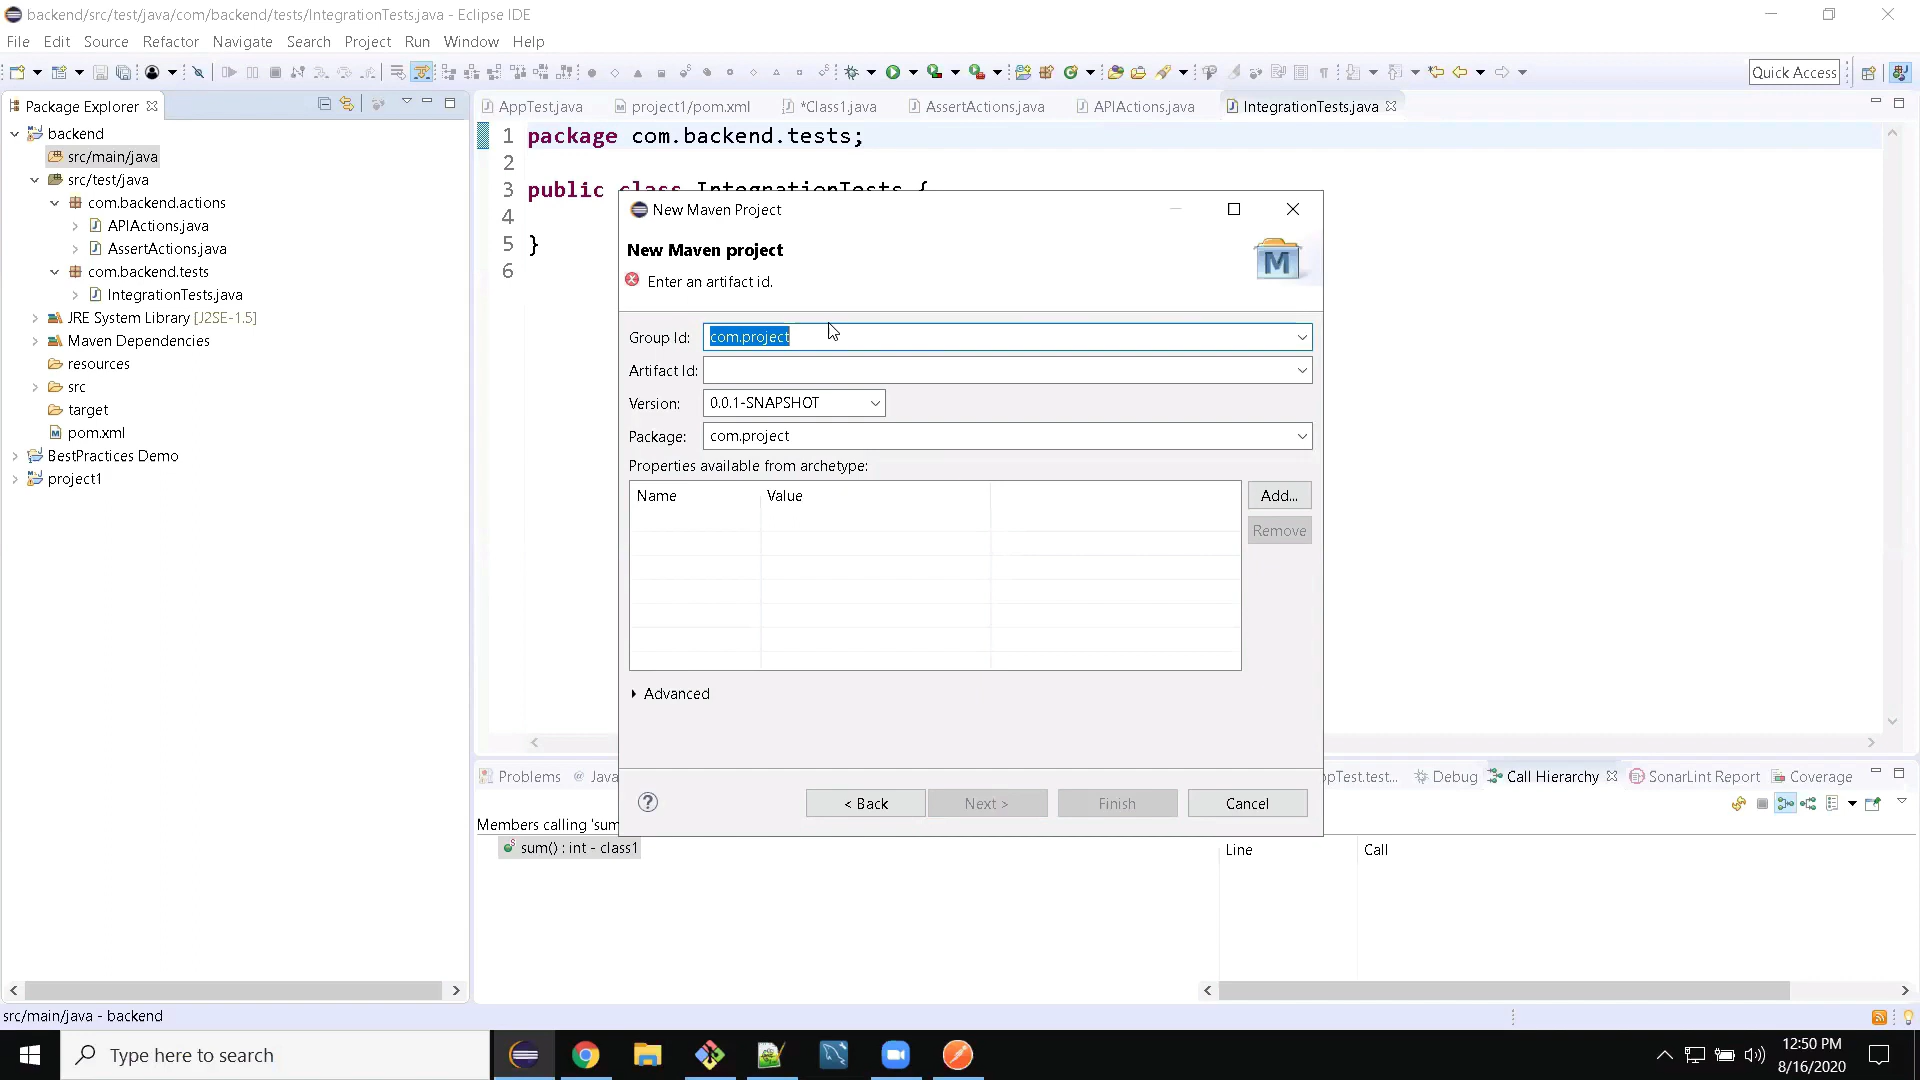 backend/src/test/java/com/backend/tests/IntegrationTests.java - Eclipse IDE
File Edit Source Refactor Navigate Search Project Run Window Help
Quick Access
Package Explorer
AppTest.java project1/pom.xml *Class1.java AssertActions.java APIActions.java IntegrationTests.java
backend
src/main/java
src/test/java
com.backend.actions
APIActions.java
AssertActions.java
com.backend.tests
IntegrationTests.java
JRE System Library [J2SE-1.5]
Maven Dependencies
resources
src
target
pom.xml
BestPractices Demo
project1
1 package com.backend.tests;
2
3 public class IntegrationTests {
4
5 }
6
New Maven Project
New Maven project
Enter an artifact id.
Group Id: com.project
Artifact Id:
Version: 0.0.1-SNAPSHOT
Package: com.project
Properties available from archetype:
Name Value
Add...
Remove
Advanced
< Back Next > Finish Cancel
Problems @ Java pTest.test... Debug Call Hierarchy SonarLint Report Coverage
Members calling 'sum
sum() : int - class1
Line Call
src/main/java - backend
Type here to search
12:50 PM
8/16/2020